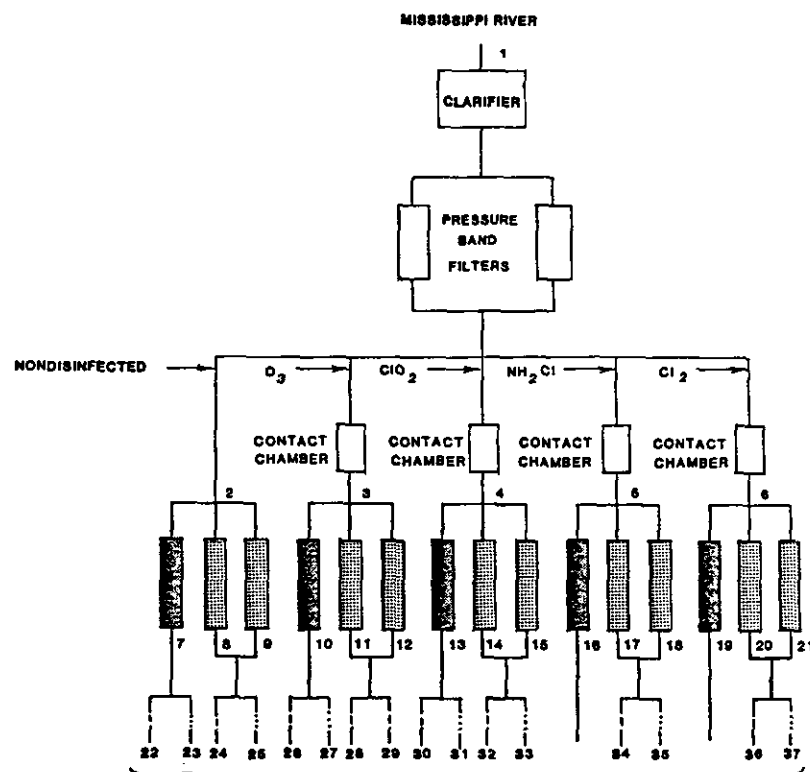 MISSISSIPPI RIVER
1
CLARIFIER
PRESSURE
SAND
FILTERS
NONDISINFECTED
O3
ClO2
NH2Cl
Cl2
CONTACT
CHAMBER
CONTACT
CHAMBER
CONTACT
CHAMBER
CONTACT
CHAMBER
2 3 4 5 6
7 8 9 10 11 12 13 14 15 16 17 18 19 20 21
22 23 24 25 26 27 28 29 30 31 32 33 34 35 36 37